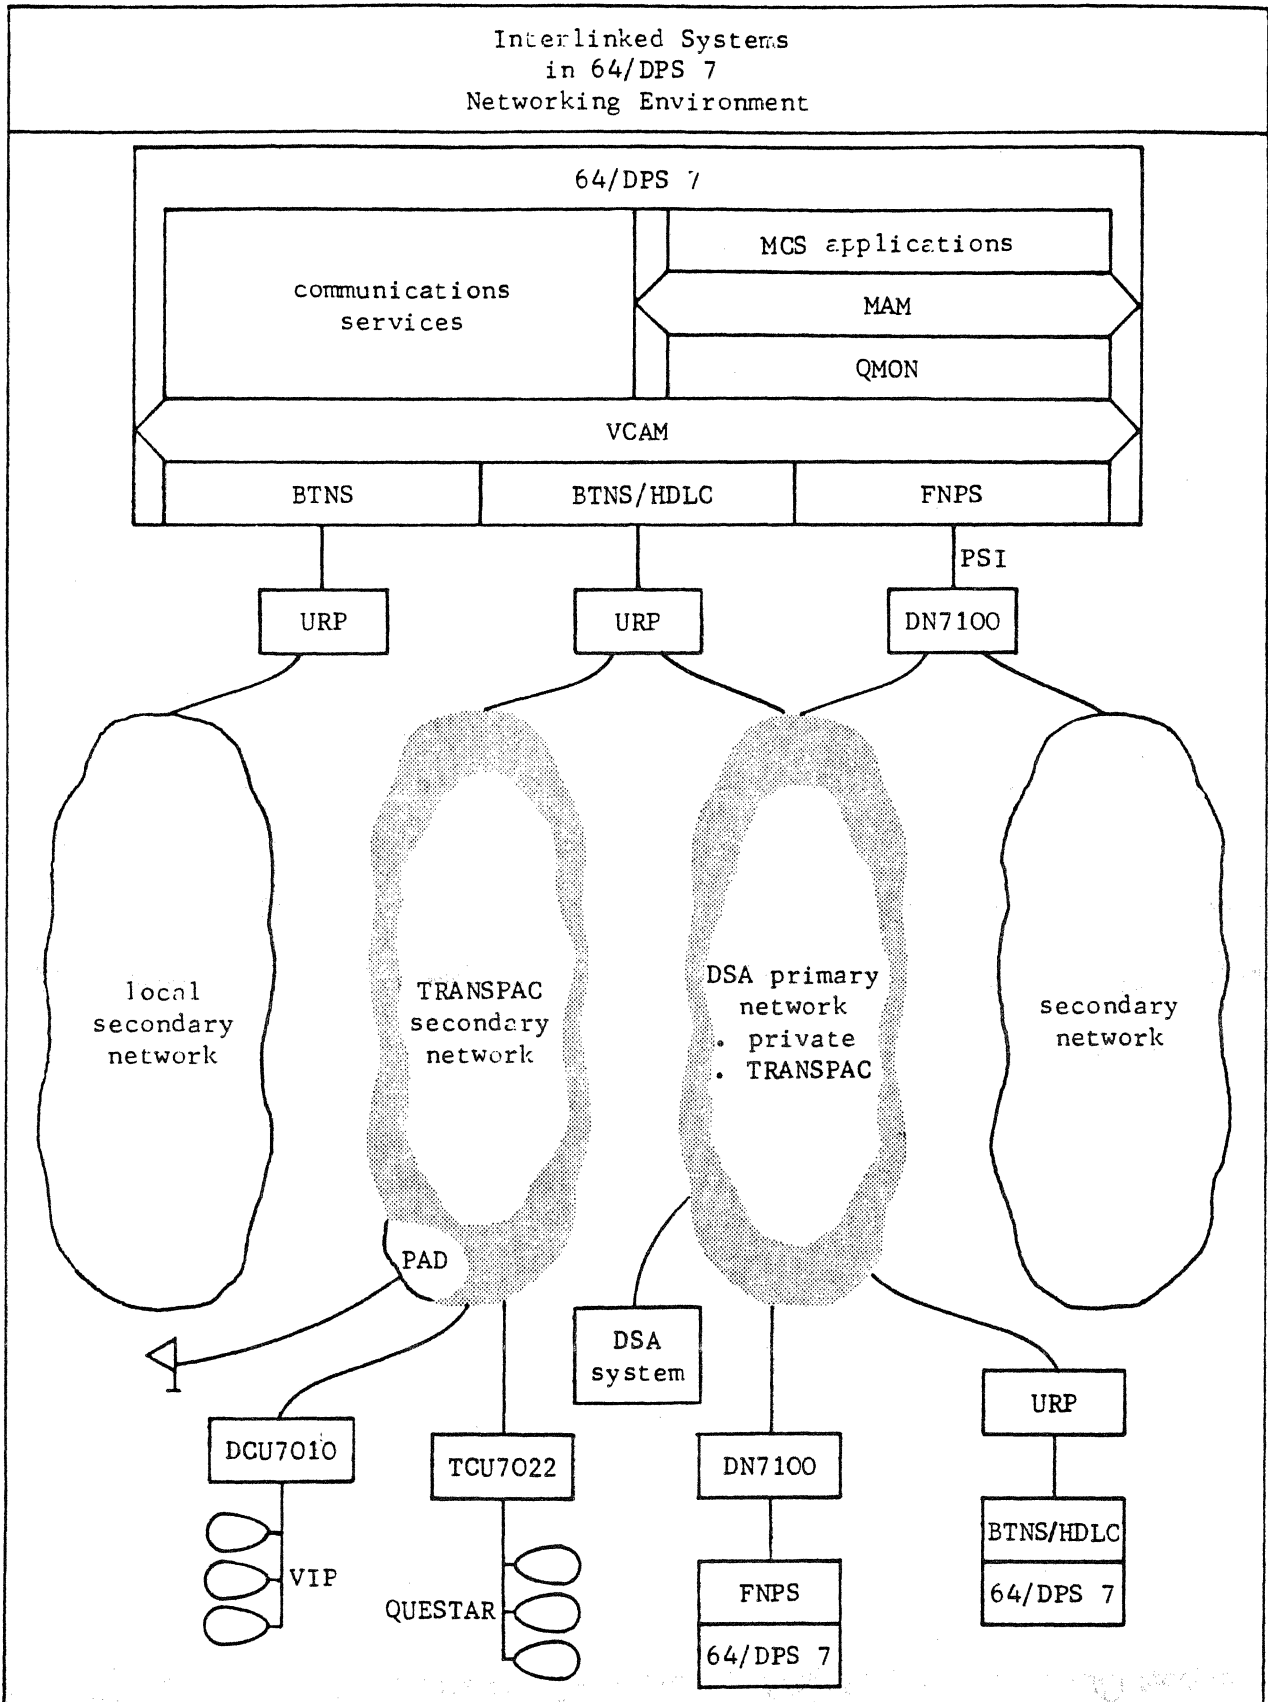 Interlinked Systems
in 64/DPS 7
Networking Environment
64/DPS 7
MCS applications
communications
services
MAM
QMON
VCAM
BTNS
BTNS/HDLC
FNPS
PSI
URP
URP
DN7100
local
secondary
network
TRANSPAC
secondary
network
DSA primary
network
. private
. TRANSPAC
secondary
network
PAD
DSA
system
URP
DCU7010
TCU7022
DN7100
VIP
QUESTAR
BTNS/HDLC
64/DPS 7
FNPS
64/DPS 7